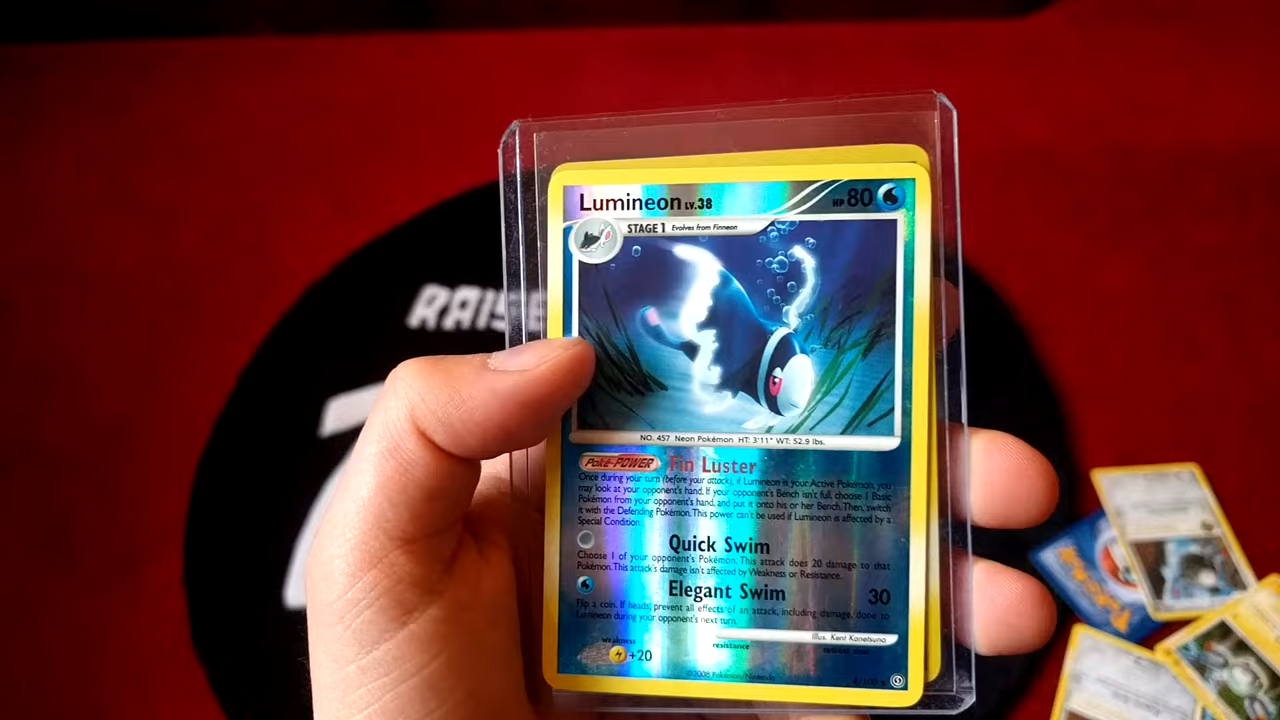 Lumineon LV.38
HP 80
STAGE 1 Evolves from Finneon
RAISE
NO. 457 Neon Pokémon HT: 3'11" WT: 52.9 lbs.
Poké-POWER Fin Luster
Once during your turn (before your attack), if Lumineon is your Active Pokémon, you
may look at your opponent's hand. If your opponent's Bench isn't full, choose 1 Basic
Pokémon from your opponent's hand, and put it onto his or her Bench. Then, switch
it with the Defending Pokémon. This power can't be used if Lumineon is affected by a
Special Condition.
Quick Swim
Choose 1 of your opponent's Pokémon. This attack does 20 damage to that
Pokémon. This attack's damage isn't affected by Weakness or Resistance.
Elegant Swim 30
Flip a coin. If heads, prevent all effects of an attack, including damage, done to
Lumineon during your opponent's next turn.
Illus. Kent Kanetsuna
weakness resistance retreat cost
+20
©2008 Pokémon/Nintendo